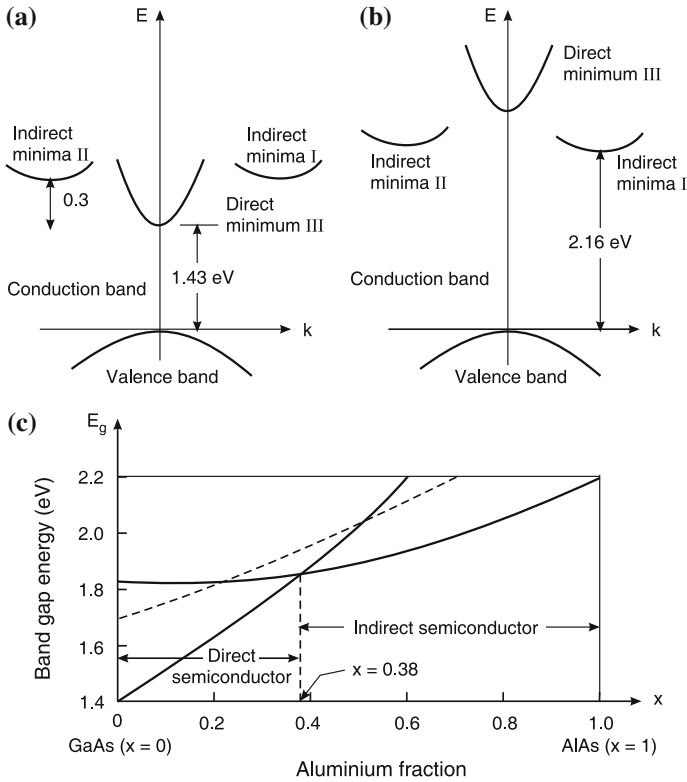 (a)
E
Indirect
minima II
Indirect
minima I
0.3
Direct
minimum III
1.43 eV
Conduction band
k
Valence band
(b)
E
Direct
minimum III
Indirect
minima II
Indirect
minima I
2.16 eV
Conduction band
k
Valence band
(c)
E_g
Band gap energy (eV)
2.2
2.0
1.8
1.6
1.4
Indirect semiconductor
Direct
semiconductor
x = 0.38
x
0
0.2
0.4
0.6
0.8
1.0
GaAs (x = 0)
AlAs (x = 1)
Aluminium fraction